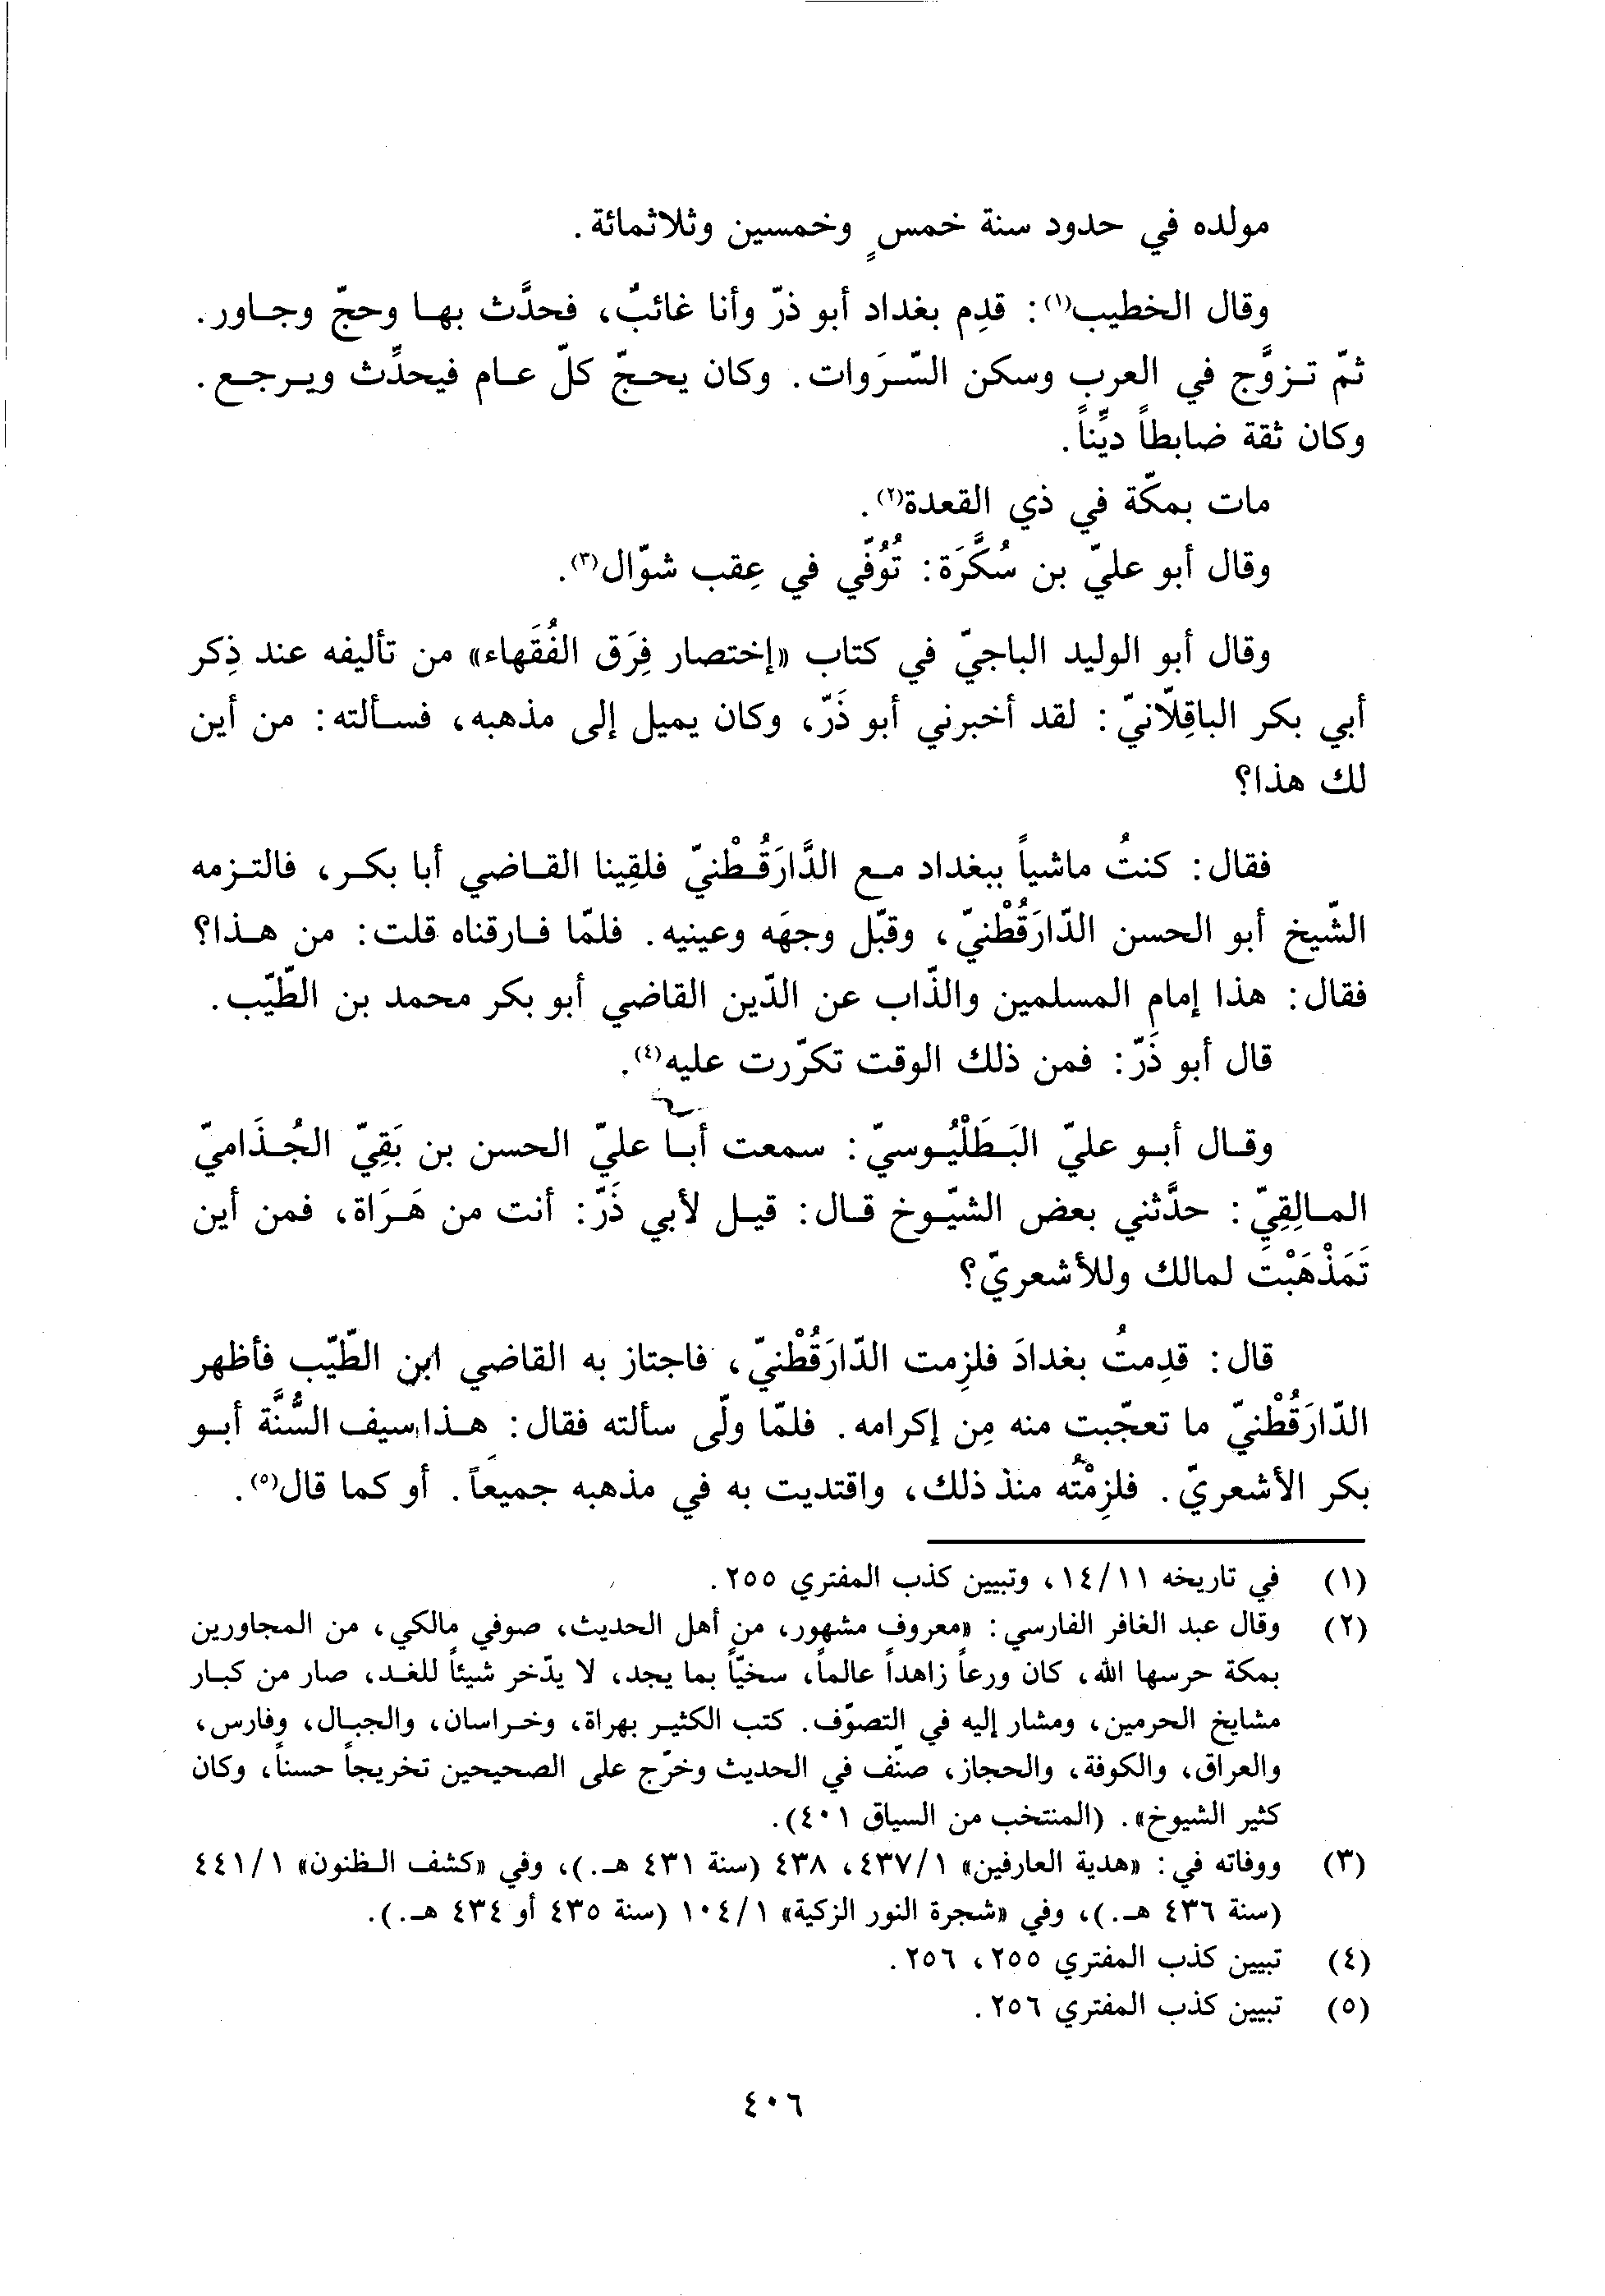 مولده في حدود سنة خمسٍ وخمسين وثلاثمائة.
وقال الخطيب(١): قدِم بغداد أبو ذرّ وأنا غائبٌ، فحدَّث بها وحجّ وجاور.
ثمّ تزوَّج في العرب وسكن السَّرَوات. وكان يحجّ كلّ عام فيحدِّث ويرجع.
وكان ثقة ضابطاً ديِّناً.
مات بمكّة في ذي القعدة(٢).
وقال أبو عليّ بن سُكَّرَة: تُوُفّي في عِقب شوّال(٣).
وقال أبو الوليد الباجيّ في كتاب «إختصار فِرَق الفُقَهاء» من تأليفه عند ذِكر
أبي بكر الباقِلّانيّ: لقد أخبرني أبو ذَرّ، وكان يميل إلى مذهبه، فسألته: من أين
لك هذا؟
فقال: كنتُ ماشياً ببغداد مع الدَّارَقُطْنيّ فلقِينا القاضي أبا بكر، فالتزمه
الشّيخ أبو الحسن الدّارَقُطْنيّ، وقبّل وجهَه وعينيه. فلمّا فارقناه قلت: من هذا؟
فقال: هذا إمام المسلمين والذّاب عن الدّين القاضي أبو بكر محمد بن الطّيّب.
قال أبو ذَرّ: فمن ذلك الوقت تكرّرت عليه(٤).
وقال أبو عليّ البَطَلْيُوسيّ: سمعت أبا عليّ الحسن بن بَقِيّ الجُذَاميّ
المالِقِيّ: حدَّثني بعض الشّيوخ قال: قيل لأبي ذَرّ: أنت من هَرَاة، فمن أين
تَمَذْهَبْتَ لمالك وللأشعريّ؟
قال: قدِمتُ بغدادَ فلزِمت الدّارَقُطْنيّ، فاجتاز به القاضي ابن الطّيّب فأظهر
الدّارَقُطْنيّ ما تعجّبت منه مِن إكرامه. فلمّا ولّى سألته فقال: هذا سيف السُّنَّة أبو
بكر الأشعريّ. فلزِمْتُه منذ ذلك، واقتديت به في مذهبه جميعاً. أو كما قال(٥).
(١) في تاريخه ١٤/١١، وتبيين كذب المفتري ٢٥٥.
(٢) وقال عبد الغافر الفارسي: «معروف مشهور، من أهل الحديث، صوفي مالكي، من المجاورين
بمكة حرسها الله، كان ورعاً زاهداً عالماً، سخيّاً بما يجد، لا يدّخر شيئاً للغد، صار من كبار
مشايخ الحرمين، ومشار إليه في التصوّف. كتب الكثير بهراة، وخراسان، والجبال، وفارس،
والعراق، والكوفة، والحجاز، صنّف في الحديث وخرّج على الصحيحين تخريجاً حسناً، وكان
كثير الشيوخ». (المنتخب من السياق ٤٠١).
(٣) ووفاته في: «هدية العارفين» ٤٣٧/١، ٤٣٨ (سنة ٤٣١ هـ.)، وفي «كشف الظنون» ٤٤١/١
(سنة ٤٣٦ هـ.)، وفي «شجرة النور الزكية» ١٠٤/١ (سنة ٤٣٥ أو ٤٣٤ هـ.).
(٤) تبيين كذب المفتري ٢٥٥، ٢٥٦.
(٥) تبيين كذب المفتري ٢٥٦.
٤٠٦